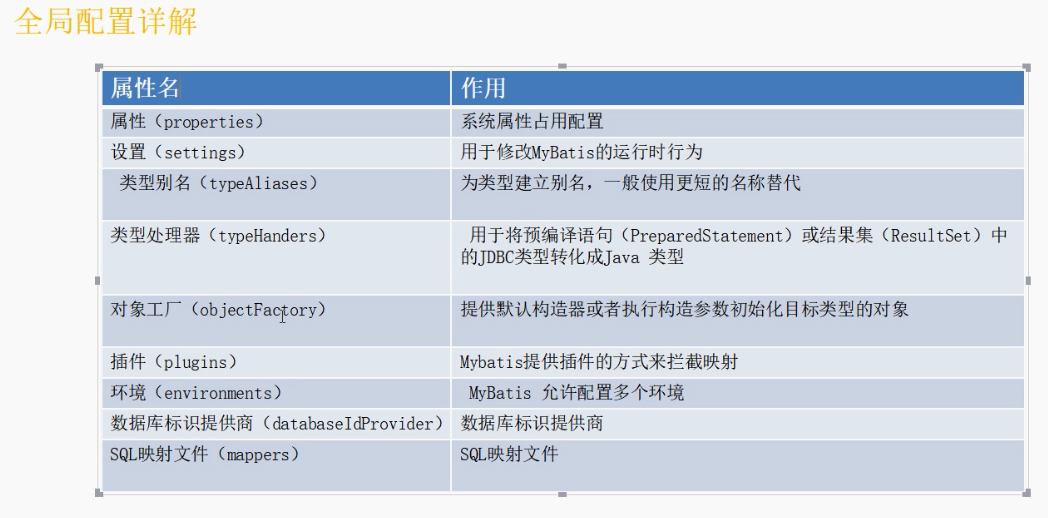 全局配置详解
属性名 作用
属性（properties） 系统属性占用配置
设置（settings） 用于修改MyBatis的运行时行为
类型别名（typeAliases） 为类型建立别名，一般使用更短的名称替代
类型处理器（typeHanders） 用于将预编译语句（PreparedStatement）或结果集（ResultSet）中
的JDBC类型转化成Java 类型
对象工厂（objectFactory） 提供默认构造器或者执行构造参数初始化目标类型的对象
插件（plugins） Mybatis提供插件的方式来拦截映射
环境（environments） MyBatis 允许配置多个环境
数据库标识提供商（databaseIdProvider） 数据库标识提供商
SQL映射文件（mappers） SQL映射文件